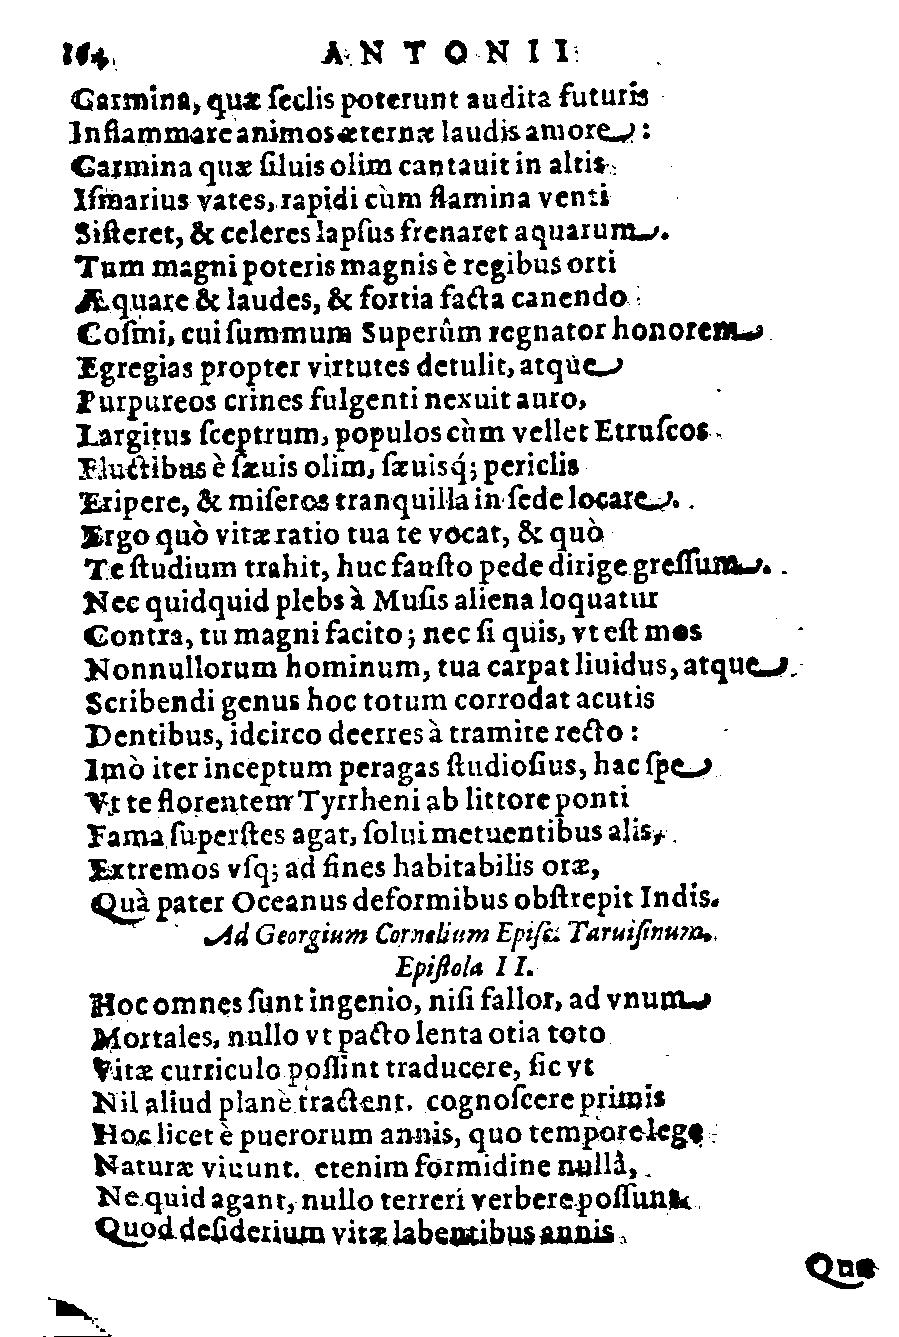 164 ANTONII
Carmina, quæ ſeclis poterunt audita futuris
Inflammare animos æternæ laudis amore:
Carmina quæ ſiluis olim cantauit in altis
Iſmarius vates, rapidi cùm flamina venti
Siſteret, & celeres lapſus frenaret aquarum.
Tum magni poteris magnis è regibus orti
Æquare & laudes, & fortia facta canendo
Coſmi, cui ſummum Superûm regnator honorem
Egregias propter virtutes detulit, atque
Purpureos crines fulgenti nexuit auro,
Largitus ſceptrum, populos cùm vellet Etruſcos
Fluctibus è ſæuis olim, ſæuisq́; periclis
Eripere, & miſeros tranquilla in ſede locare.
Ergo quò vitæ ratio tua te vocat, & quò
Te ſtudium trahit, huc fauſto pede dirige greſſum.
Nec quidquid plebs à Muſis aliena loquatur
Contra, tu magni facito; nec ſi quis, vt eſt mos
Nonnullorum hominum, tua carpat liuidus, atque
Scribendi genus hoc totum corrodat acutis
Dentibus, idcirco deerres à tramite recto:
Imò iter inceptum peragas ſtudioſius, hac ſpe
Vt te florentem Tyrrheni ab littore ponti
Fama ſuperſtes agat, ſolui metuentibus alis,
Extremos vſq; ad fines habitabilis oræ,
Quà pater Oceanus deformibus obſtrepit Indis.
Ad Georgium Cornelium Epiſc. Taruiſinum.
Epiſtola II.
Hoc omnes ſunt ingenio, niſi fallor, ad vnum
Mortales, nullo vt pacto lenta otia toto
Vitæ curriculo poſſint traducere, ſic vt
Nil aliud planè tractent. cognoſcere primis
Hoc licet è puerorum annis, quo tempore lege
Naturæ viuunt. etenim formidine nullâ,
Ne quid agant, nullo terreri verbere poſſunt.
Quod deſiderium vitæ labentibus annis
Quæ